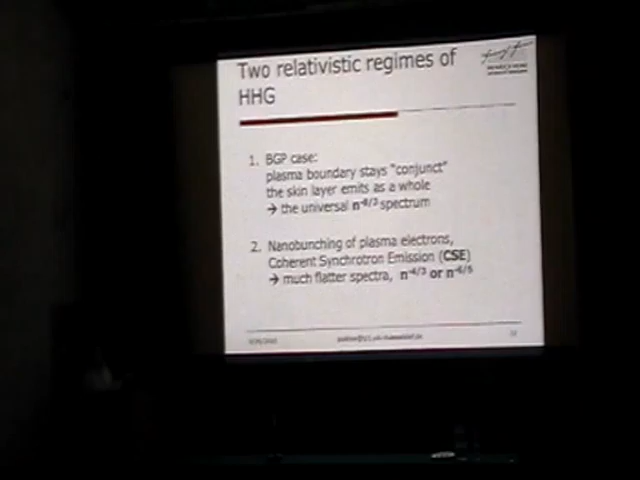 Two relativistic regimes of
HHG
1. BGP case:
plasma boundary stays "conjunct"
the skin layer emits as a whole
→ the universal n⁻⁸/³ spectrum
2. Nanobunching of plasma electrons,
Coherent Synchrotron Emission (CSE)
→ much flatter spectra, n⁻⁴/³ or n⁻⁶/⁵